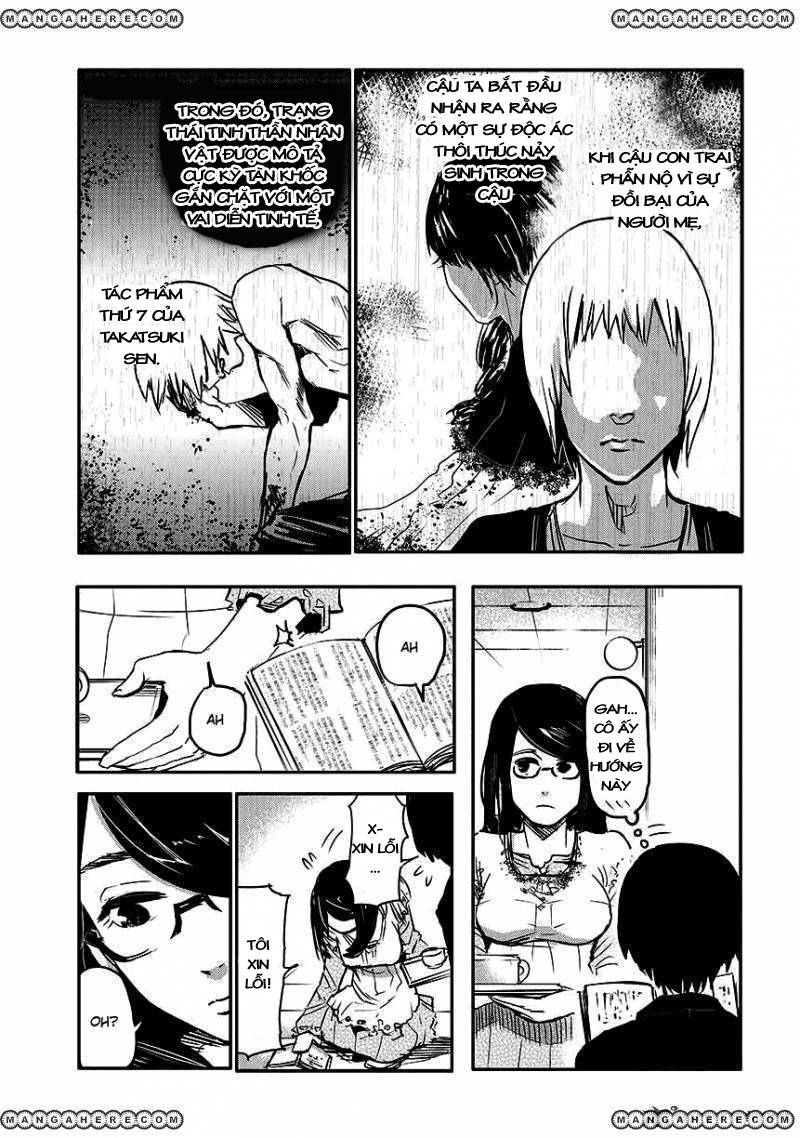 MANGAHERE.COM
MANGAHERE.COM
KHI CẬU CON TRAI
PHẪN NỘ VÌ SỰ
ĐỒI BẠI CỦA
NGƯỜI MẸ,
CẬU TA BẮT ĐẦU
NHẬN RA RẰNG
CÓ MỘT SỰ ĐỘC ÁC
THÔI THÚC NẢY
SINH TRONG
CẬU
TRONG ĐÓ, TRẠNG
THÁI TINH THẦN NHÂN
VẬT ĐƯỢC MÔ TẢ
CỰC KỲ TÀN KHỐC
GẮN CHẶT VỚI MỘT
VAI DIỄN TINH TẾ,
TÁC PHẨM
THỨ 7 CỦA
TAKATSUKI
SEN.
GAH...
CÔ ẤY
ĐI VỀ
HƯỚNG
NÀY
AH
AH
X-
XIN LỖI
...
TÔI
XIN
LỖI!
OH?
MANGAHERE.COM
MANGAHERE.COM